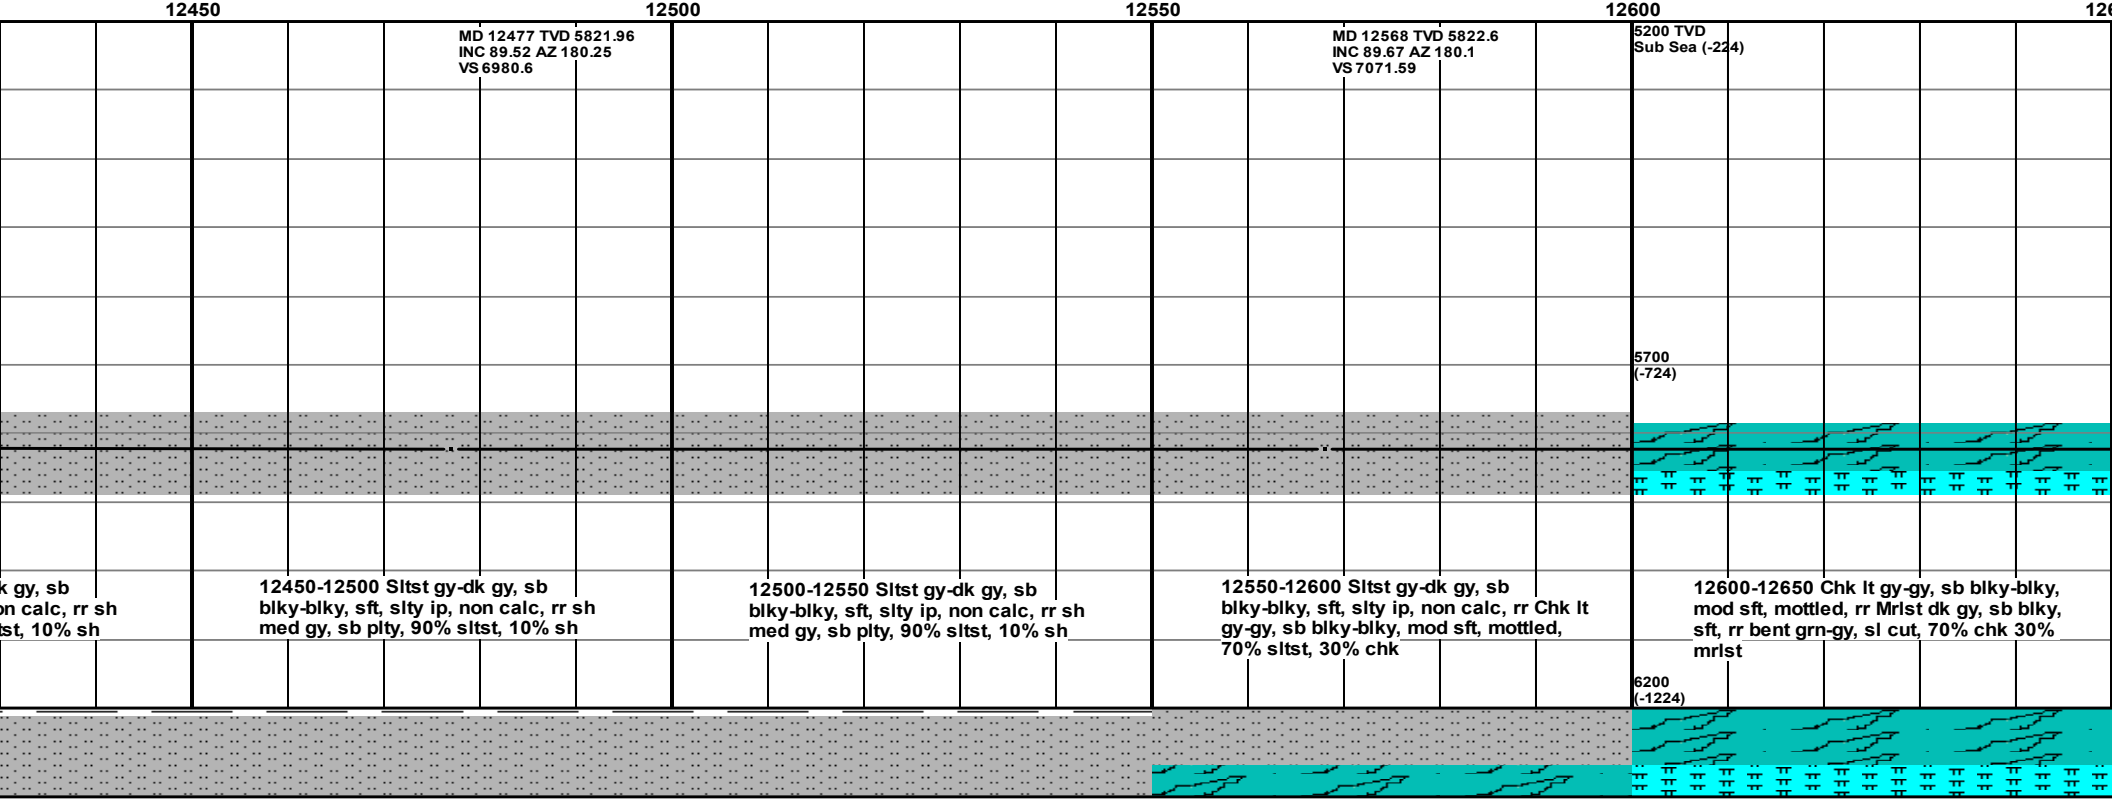 12450
12500
12550
12600
126
MD 12477 TVD 5821.96
INC 89.52 AZ 180.25
VS 6980.6
MD 12568 TVD 5822.6
INC 89.67 AZ 180.1
VS 7071.59
5200 TVD
Sub Sea (-224)
5700
(-724)
k gy, sb
on calc, rr sh
tst, 10% sh
12450-12500 Sltst gy-dk gy, sb
blky-blky, sft, slty ip, non calc, rr sh
med gy, sb plty, 90% sltst, 10% sh
12500-12550 Sltst gy-dk gy, sb
blky-blky, sft, slty ip, non calc, rr sh
med gy, sb plty, 90% sltst, 10% sh
12550-12600 Sltst gy-dk gy, sb
blky-blky, sft, slty ip, non calc, rr Chk lt
gy-gy, sb blky-blky, mod sft, mottled,
70% sltst, 30% chk
12600-12650 Chk lt gy-gy, sb blky-blky,
mod sft, mottled, rr Mrlst dk gy, sb blky,
sft, rr bent grn-gy, sl cut, 70% chk 30%
mrlst
6200
(-1224)